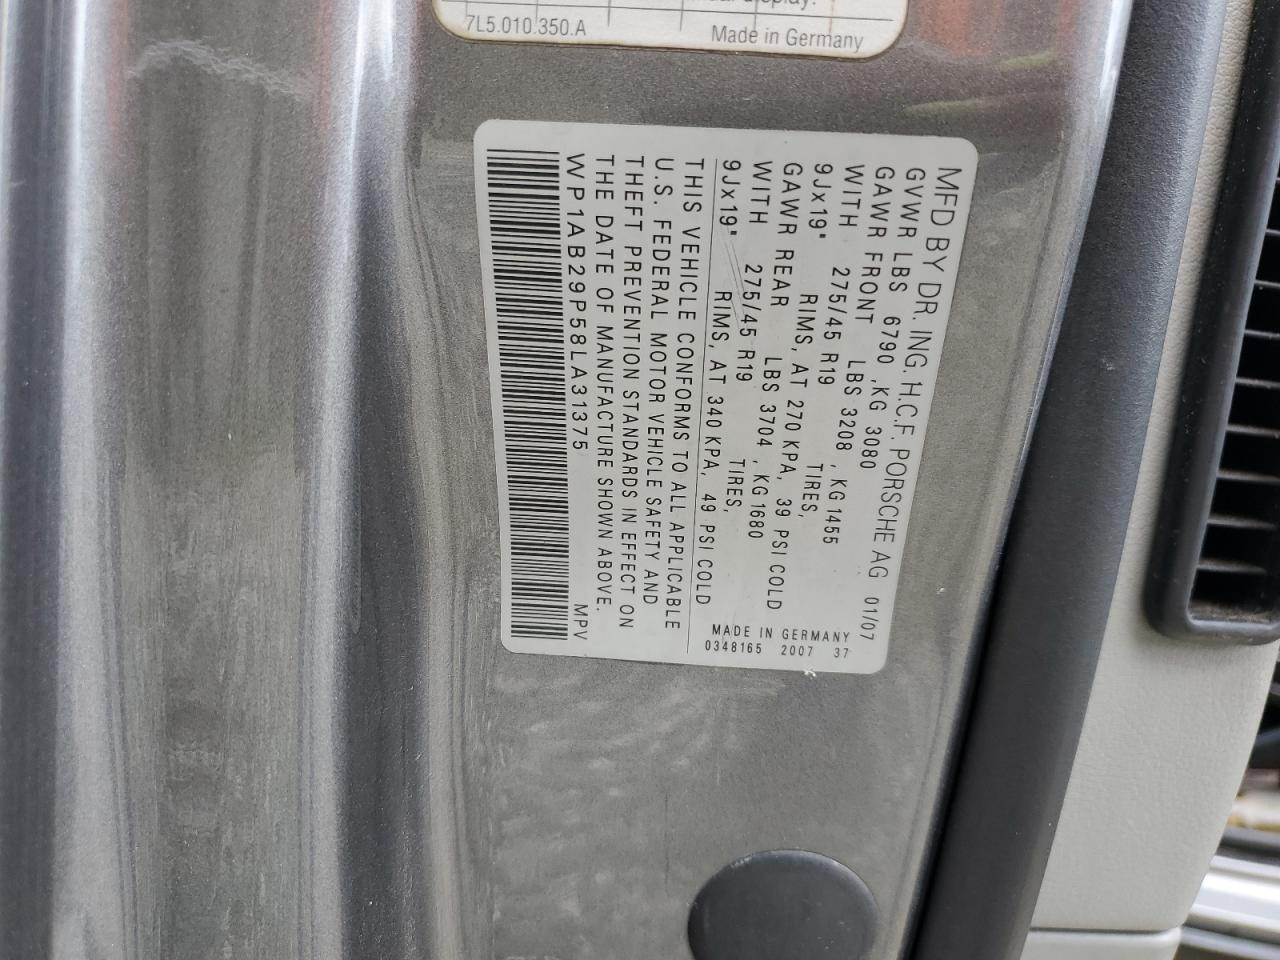 7L5.010.350.A
Made in Germany
MFD BY DR. ING. H.C.F. PORSCHE AG 01/07
GVWR LBS 6790 ,KG 3080
GAWR FRONT LBS 3208 ,KG1455
WITH 275/45 R19 TIRES,
9Jx19" RIMS, AT 270 KPA, 39 PSI COLD
GAWR REAR LBS 3704 ,KG1680
WITH 275/45 R19 TIRES,
9Jx19" RIMS, AT 340 KPA, 49 PSI COLD
MADE IN GERMANY
0348165 2007 37
THIS VEHICLE CONFORMS TO ALL APPLICABLE
U.S. FEDERAL MOTOR VEHICLE SAFETY AND
THEFT PREVENTION STANDARDS IN EFFECT ON
THE DATE OF MANUFACTURE SHOWN ABOVE.
WP1AB29P58LA31375 MPV